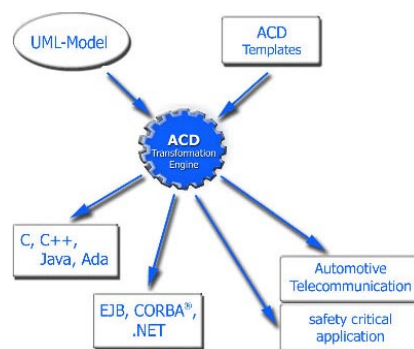 UML-Model
ACD
Templates
ACD
Transformation
Engine
C, C++,
Java, Ada
EJB, CORBA®,
.NET
Automotive
Telecommunication
safety critical
application